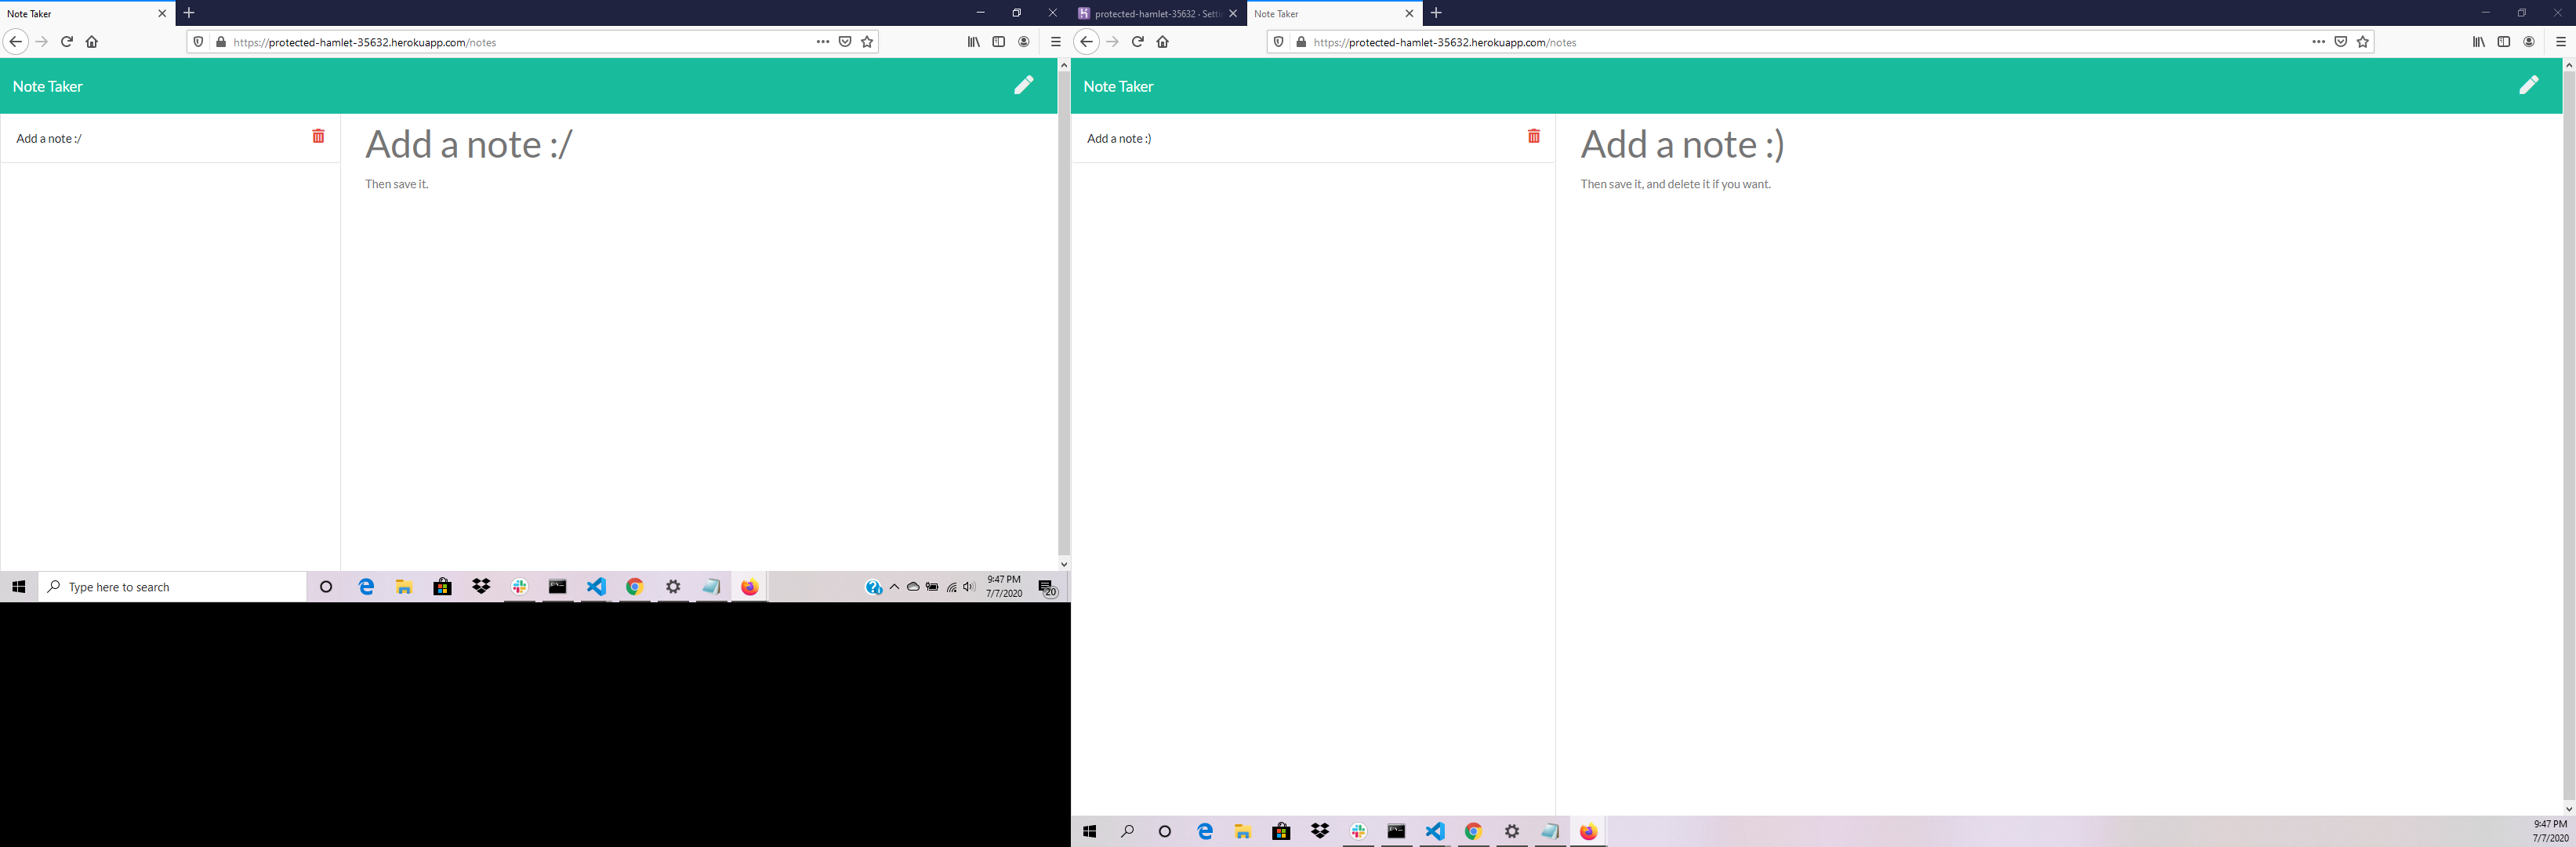 Note Taker
https://protected-hamlet-35632.herokuapp.com/notes
Note Taker
Add a note :/
Add a note :/
Then save it.
Type here to search
9:47 PM
7/7/2020
20
protected-hamlet-35632 - Setti
Note Taker
https://protected-hamlet-35632.herokuapp.com/notes
Note Taker
Add a note :)
Add a note :)
Then save it, and delete it if you want.
9:47 PM
7/7/2020